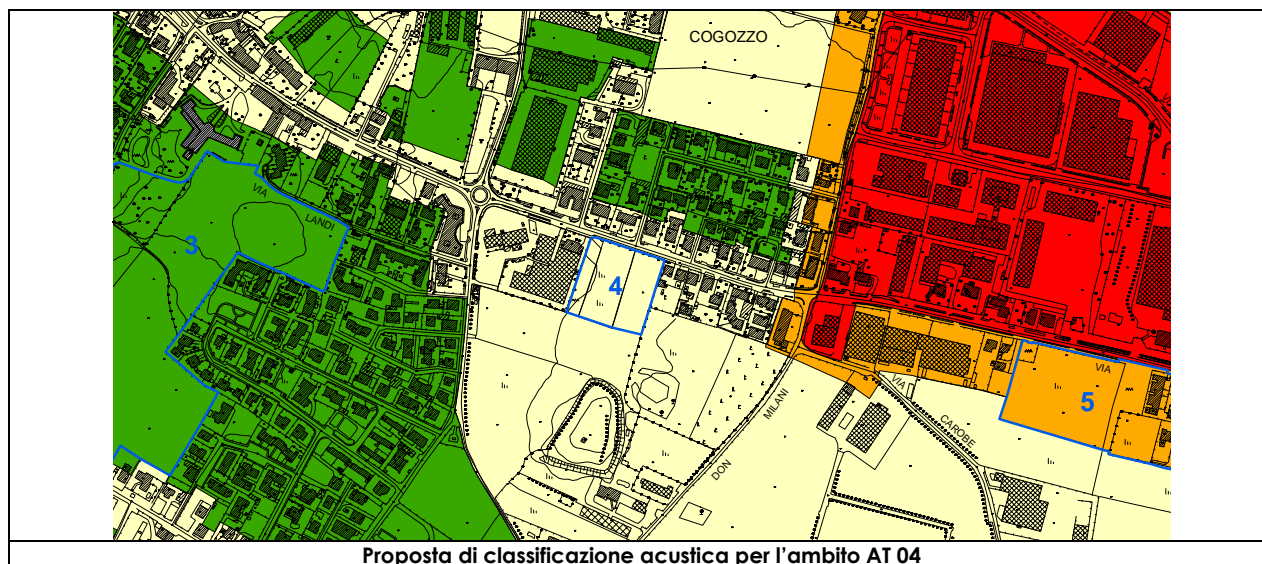 COGOZZO
VIA
LANDI
3
4
VIA
5
MILANI
DON
VIA
CAROBE
Proposta di classificazione acustica per l'ambito AT 04